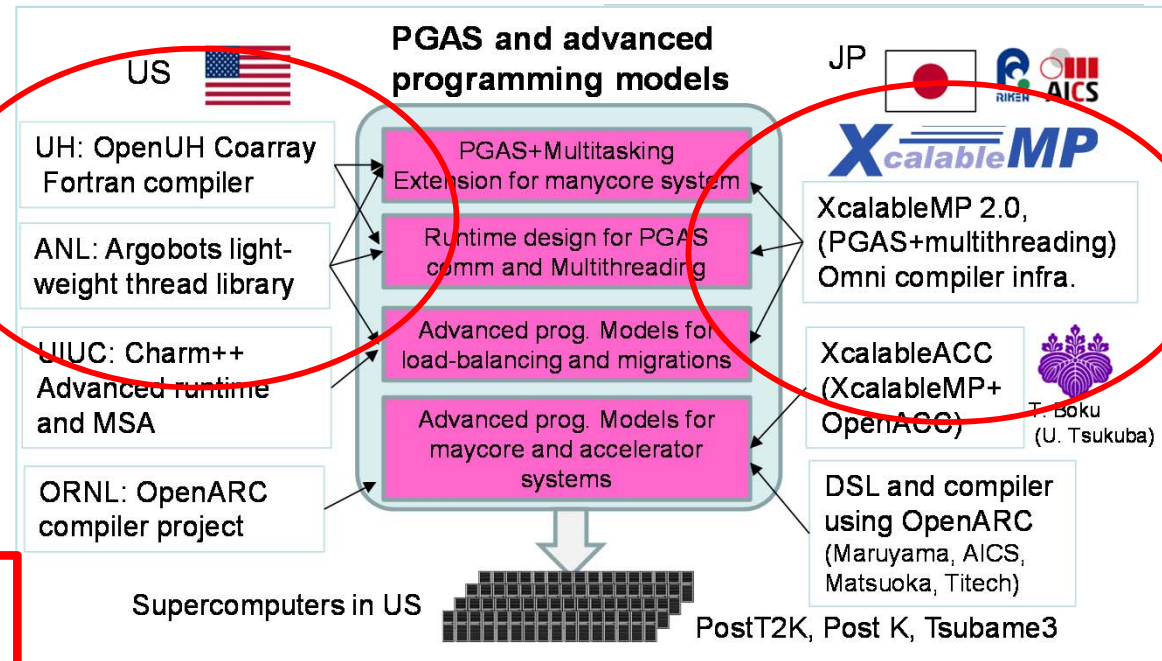 PGAS and advanced
programming models
US
JP
RIKEN
AICS
XcalableMP
UH: OpenUH Coarray
Fortran compiler
ANL: Argobots light-
weight thread library
UIUC: Charm++
Advanced runtime
and MSA
ORNL: OpenARC
compiler project
PGAS+Multitasking
Extension for manycore system
Runtime design for PGAS
comm and Multithreading
Advanced prog. Models for
load-balancing and migrations
Advanced prog. Models for
maycore and accelerator
systems
XcalableMP 2.0,
(PGAS+multithreading)
Omni compiler infra.
XcalableACC
(XcalableMP+
OpenACC)
T. Boku
(U. Tsukuba)
DSL and compiler
using OpenARC
(Maruyama, AICS,
Matsuoka, Titech)
Supercomputers in US
PostT2K, Post K, Tsubame3